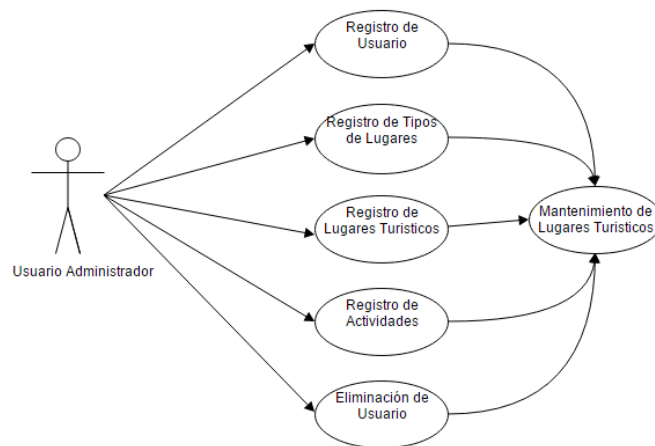 Registro de
Usuario
Registro de Tipos
de Lugares
Registro de
Lugares Turisticos
Mantenimiento de
Lugares Turisticos
Usuario Administrador
Registro de
Actividades
Eliminación de
Usuario